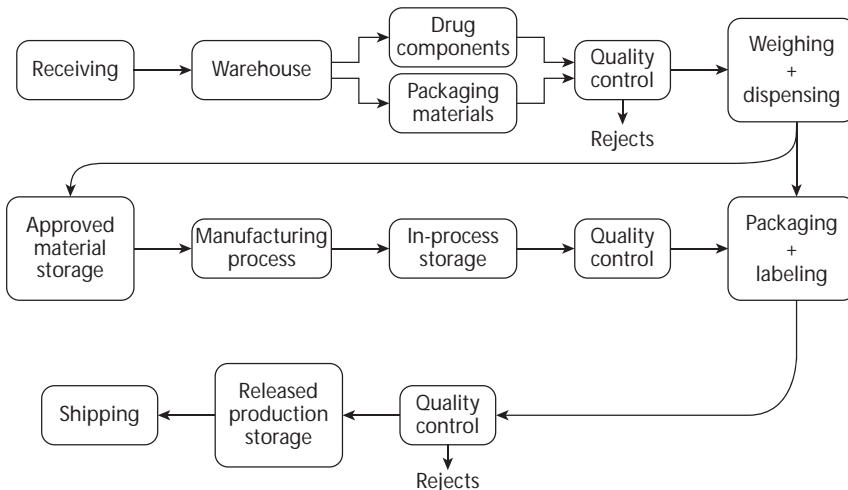 Receiving
Warehouse
Drug
components
Packaging
materials
Quality
control
Rejects
Weighing
+
dispensing
Approved
material
storage
Manufacturing
process
In-process
storage
Quality
control
Packaging
+
labeling
Shipping
Released
production
storage
Quality
control
Rejects